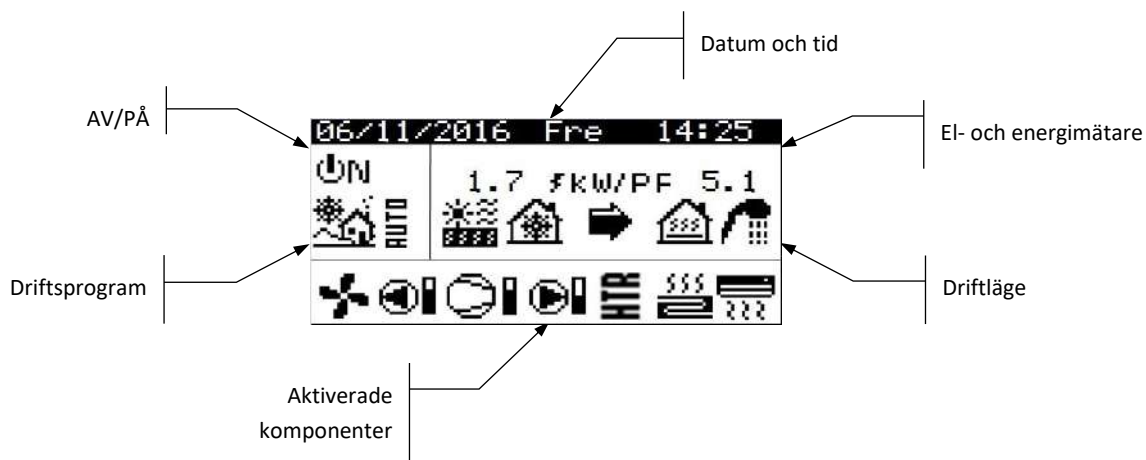 Datum och tid
AV/PÅ
El- och energimätare
06/11/2016 Fre 14:25
ON
1.7 kW/PF 5.1
AUTO
Driftsprogram
Driftläge
HTR
Aktiverade
komponenter